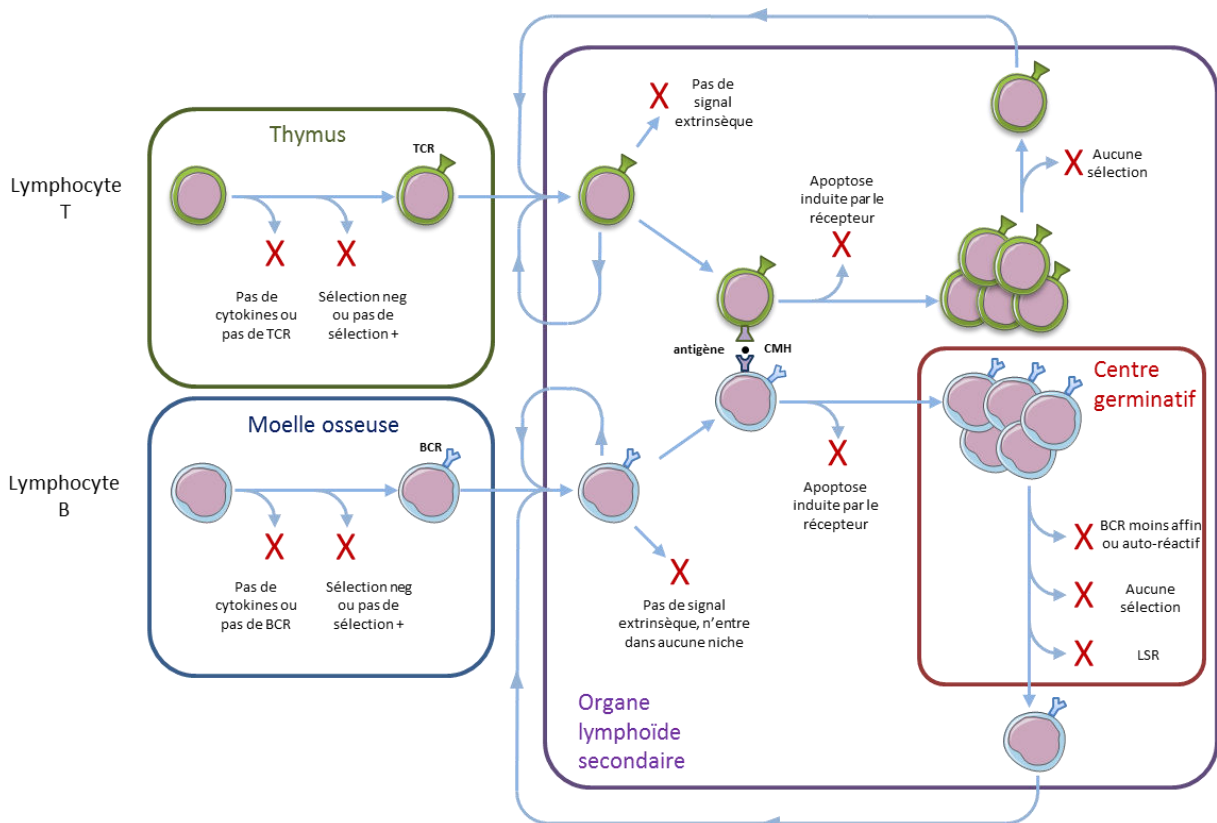 Lymphocyte
T
Thymus
TCR
Pas de
cytokines ou
pas de TCR
Sélection neg
ou pas de
sélection +
Pas de
signal
extrinsèque
Apoptose
induite par le
récepteur
Aucune
sélection
antigène
CMH
Lymphocyte
B
Moelle osseuse
BCR
Pas de
cytokines ou
pas de BCR
Sélection neg
ou pas de
sélection +
Pas de signal
extrinsèque, n'entre
dans aucune niche
Apoptose
induite par le
récepteur
Centre
germinatif
BCR moins affin
ou auto-réactif
Aucune
sélection
LSR
Organe
lymphoïde
secondaire